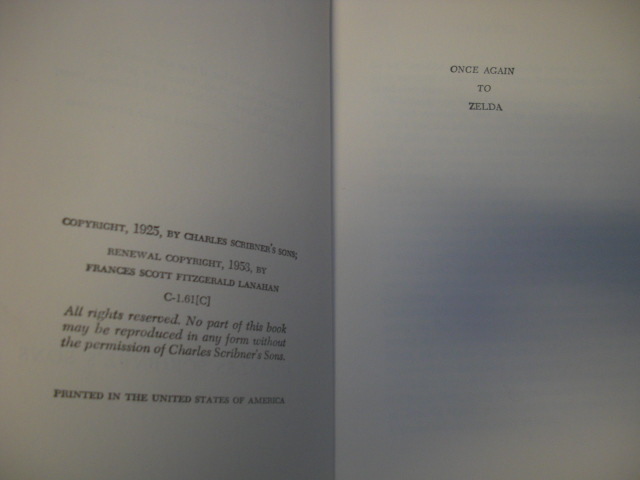 COPYRIGHT, 1925, BY CHARLES SCRIBNER'S SONS;
RENEWAL COPYRIGHT, 1953, BY
FRANCES SCOTT FITZGERALD LANAHAN
C-1.61[C]
All rights reserved. No part of this book
may be reproduced in any form without
the permission of Charles Scribner's Sons.
PRINTED IN THE UNITED STATES OF AMERICA
ONCE AGAIN
TO
ZELDA